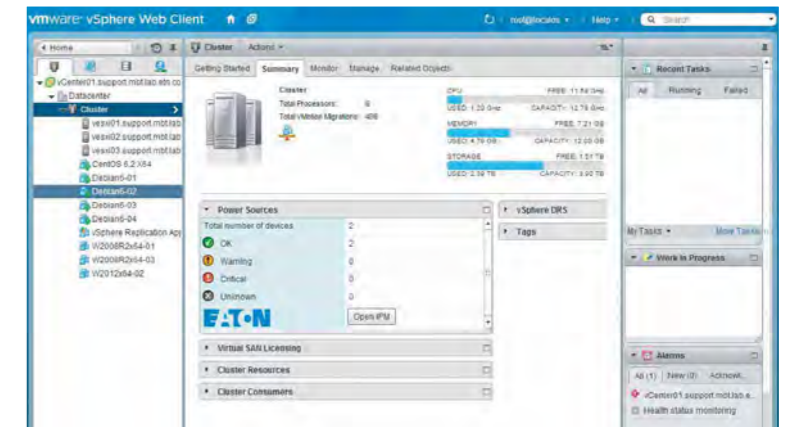 vmware vSphere Web Client
root@localos
Help
Search
Home
vCenter01.support.mbt.lab.etn.co
Datacenter
Cluster
vesxi01.support.mbt.lab
vesxi02.support.mbt.lab
vesxi03.support.mbt.lab
CentOS 6.2 X64
Debian6-01
Debian6-02
Debian6-03
Debian6-04
vSphere Replication App
W2008R2x64-01
W2008R2x64-03
W2012x64-02
Cluster Actions
Getting Started Summary Monitor Manage Related Objects
Cluster
Total Processors: 6
Total vMotion Migrations: 406
CPU FREE: 11.58 GHz
USED: 1.20 GHz CAPACITY: 12.78 GHz
MEMORY FREE: 7.21 GB
USED: 4.79 GB CAPACITY: 12.00 GB
STORAGE FREE: 1.51 TB
USED: 2.39 TB CAPACITY: 3.90 TB
Power Sources
Total number of devices 2
OK 2
Warning 0
Critical 0
Unknown 0
EATON
Open IPM
Virtual SAN Licensing
Cluster Resources
Cluster Consumers
vSphere DRS
Tags
Recent Tasks
All Running Failed
My Tasks More Tasks
Work In Progress
Alarms
All (1) New (0) Acknowl...
vCenter01.support.mbt.lab.e...
Health status monitoring